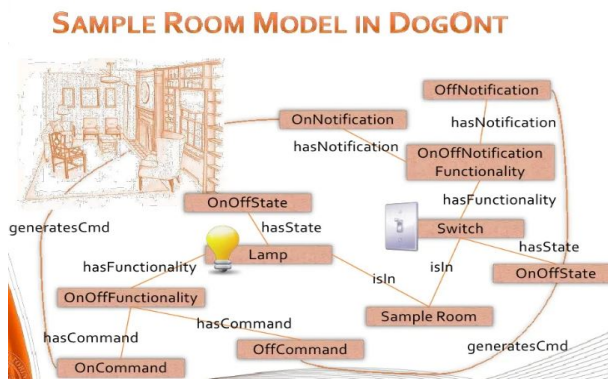 SAMPLE ROOM MODEL IN DOGONT
OffNotification
OnNotification
hasNotification
hasNotification
OnOffNotification
Functionality
OnOffState
hasFunctionality
generatesCmd
hasState
Switch
Lamp
hasState
hasFunctionality
isIn
isIn
OnOffState
OnOffFunctionality
Sample Room
hasCommand
hasCommand
OffCommand
generatesCmd
OnCommand